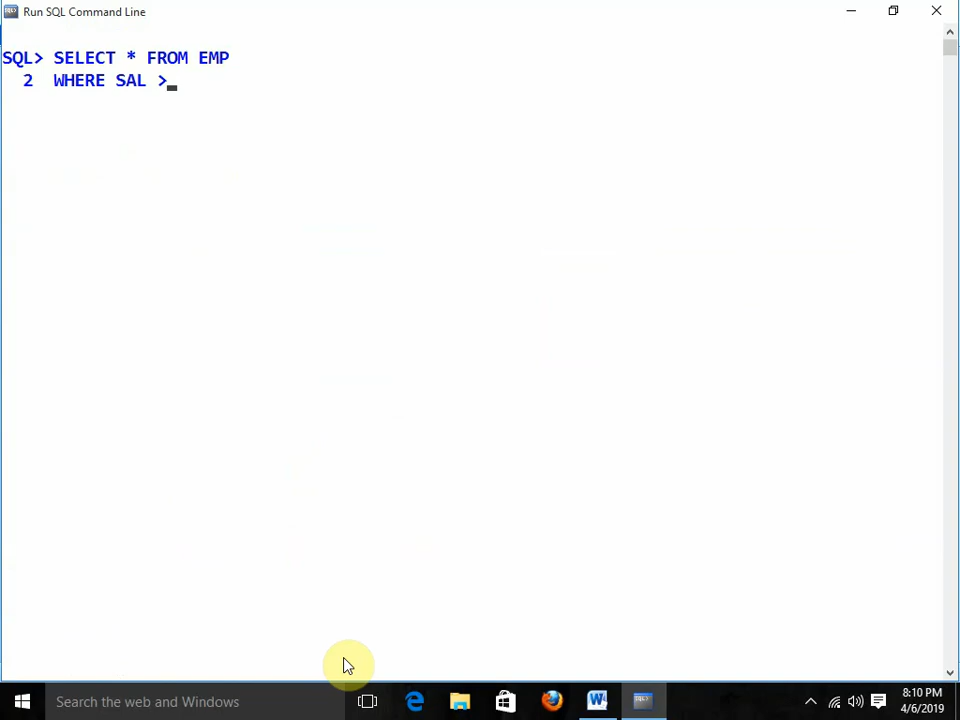 Run SQL Command Line
SQL> SELECT * FROM EMP
2 WHERE SAL >
Search the web and Windows
8:10 PM
4/6/2019